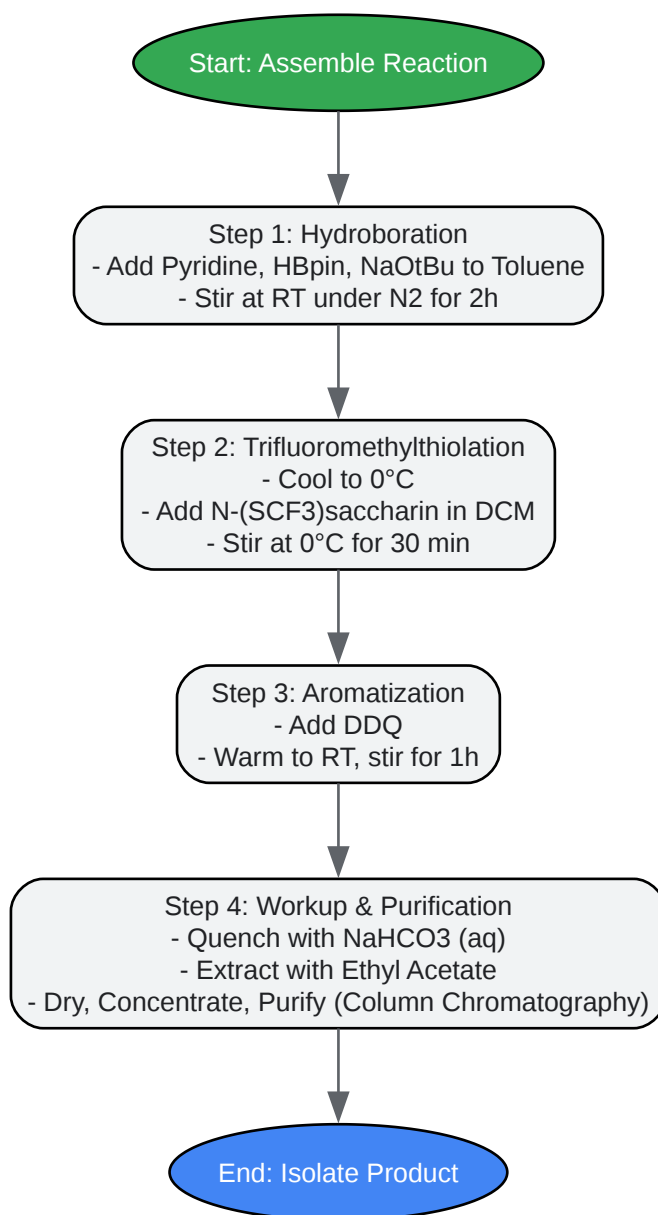 Start: Assemble Reaction
Step 1: Hydroboration
- Add Pyridine, HBpin, NaOtBu to Toluene
- Stir at RT under N2 for 2h
Step 2: Trifluoromethylthiolation
- Cool to 0°C
- Add N-(SCF3)saccharin in DCM
- Stir at 0°C for 30 min
Step 3: Aromatization
- Add DDQ
- Warm to RT, stir for 1h
Step 4: Workup & Purification
- Quench with NaHCO3 (aq)
- Extract with Ethyl Acetate
- Dry, Concentrate, Purify (Column Chromatography)
End: Isolate Product